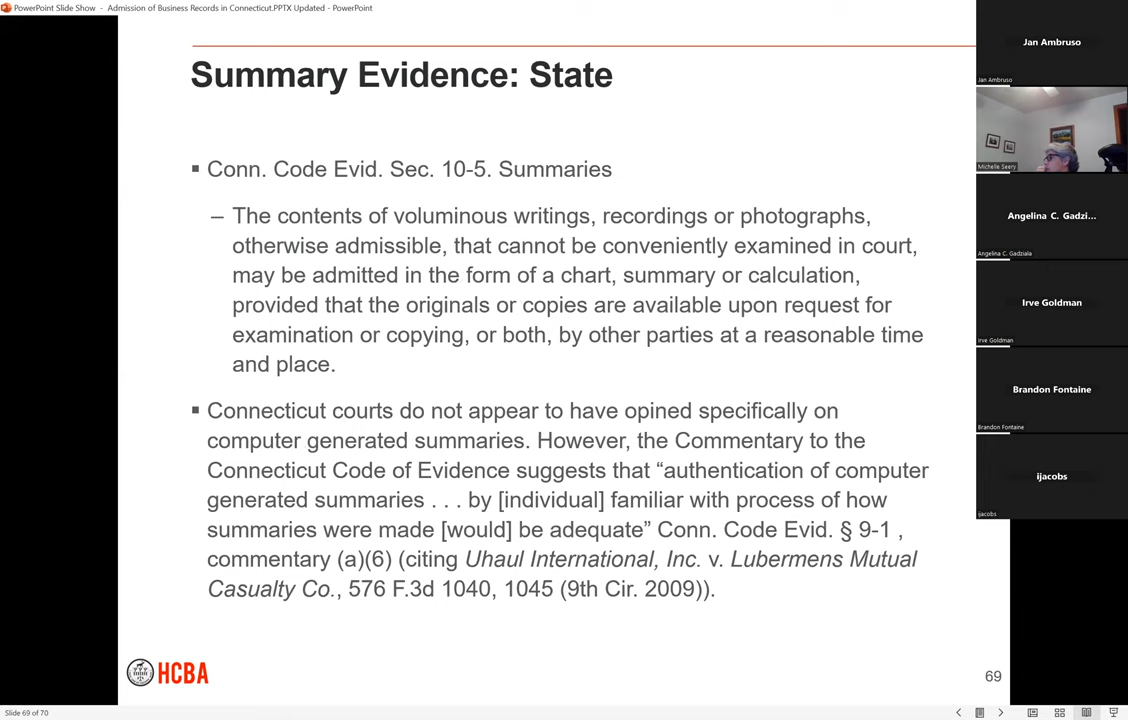 PowerPoint Slide Show - Admission of Business Records in Connecticut.PPTX Updated - PowerPoint
Summary Evidence: State
▪ Conn. Code Evid. Sec. 10-5. Summaries
– The contents of voluminous writings, recordings or photographs,
otherwise admissible, that cannot be conveniently examined in court,
may be admitted in the form of a chart, summary or calculation,
provided that the originals or copies are available upon request for
examination or copying, or both, by other parties at a reasonable time
and place.
▪ Connecticut courts do not appear to have opined specifically on
computer generated summaries. However, the Commentary to the
Connecticut Code of Evidence suggests that “authentication of computer
generated summaries . . . by [individual] familiar with process of how
summaries were made [would] be adequate” Conn. Code Evid. § 9-1 ,
commentary (a)(6) (citing Uhaul International, Inc. v. Lubermens Mutual
Casualty Co., 576 F.3d 1040, 1045 (9th Cir. 2009)).
HCBA
69
Slide 69 of 70
Jan Ambruso
Jan Ambruso
Michelle Seery
Angelina C. Gadzi...
Angelina C. Gadziala
Irve Goldman
Irve Goldman
Brandon Fontaine
Brandon Fontaine
ijacobs
ijacobs